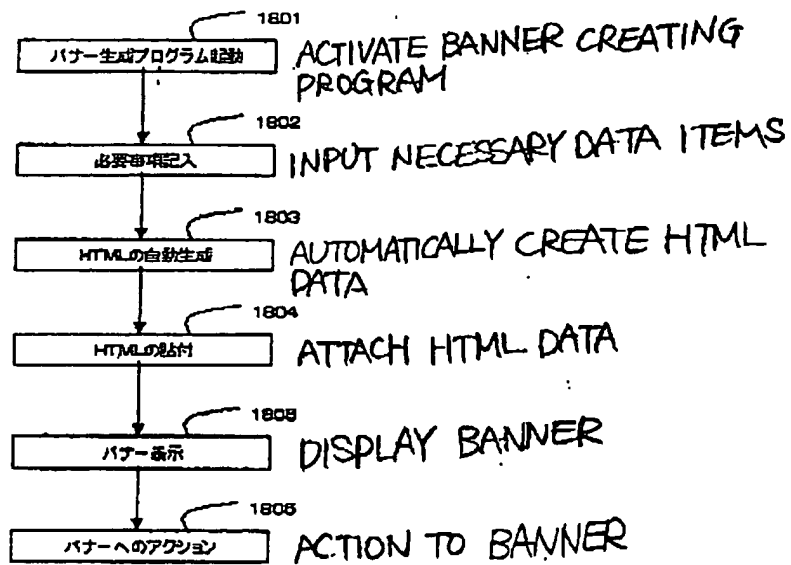 1801
バナー生成プログラム起動
ACTIVATE BANNER CREATING
PROGRAM
1802
必要事項記入
INPUT NECESSARY DATA ITEMS
1803
HTMLの自動生成
AUTOMATICALLY CREATE HTML
DATA
1804
HTMLの貼付
ATTACH HTML DATA
1805
バナー表示
DISPLAY BANNER
1806
バナーへのアクション
ACTION TO BANNER